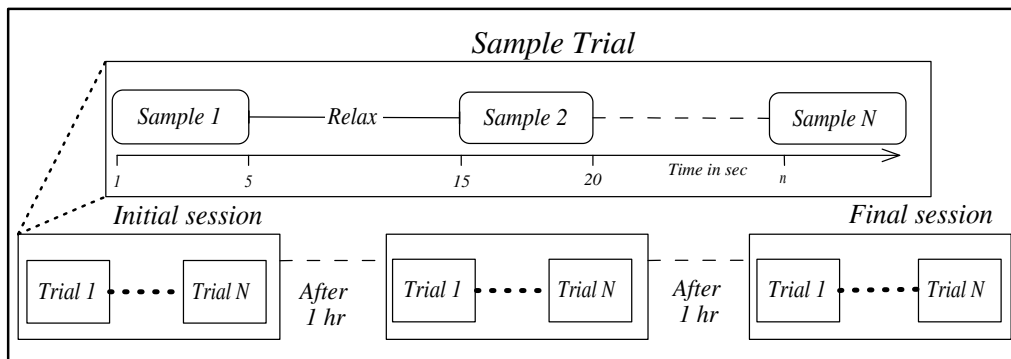 Sample Trial
Sample 1 Relax Sample 2 Sample N
1 5 15 20 Time in sec n
Initial session Final session
Trial 1 Trial N After 1 hr Trial 1 Trial N After 1 hr Trial 1 Trial N